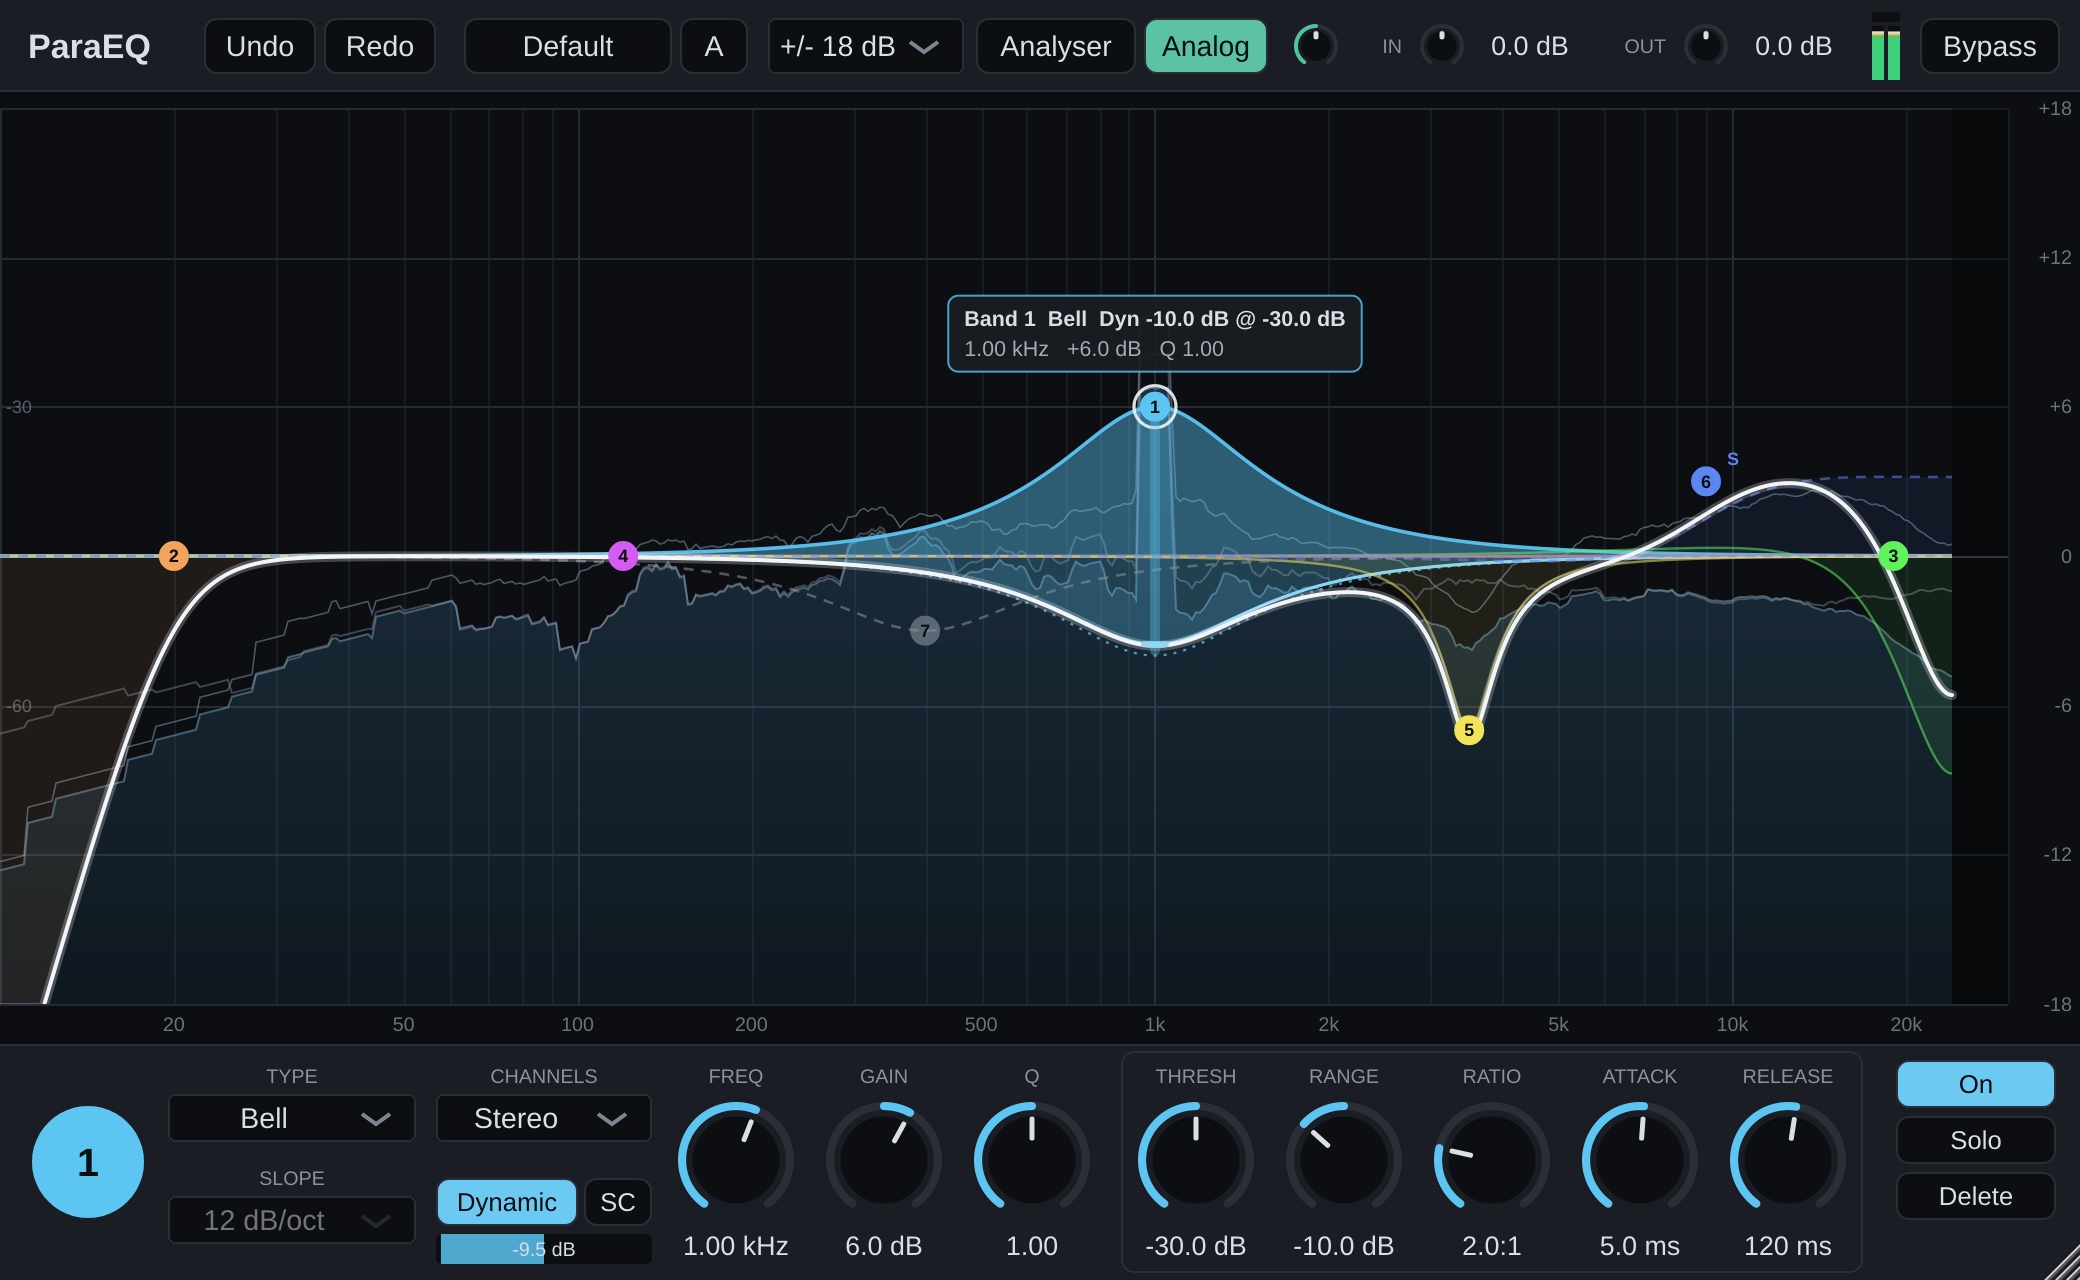 ParaEQ Undo Redo Default A +/- 18 dB Analyser Analog IN 0.0 dB OUT 0.0 dB Bypass
+18
+12
Band 1 Bell Dyn -10.0 dB @ -30.0 dB
1.00 kHz +6.0 dB Q 1.00
-30 1 +6
S
6
2 4 3 0
7
-60 -6
5
-12
-18
20 50 100 200 500 1k 2k 5k 10k 20k
TYPE CHANNELS FREQ GAIN Q THRESH RANGE RATIO ATTACK RELEASE
On
Bell Stereo
Solo
1
SLOPE
Dynamic SC Delete
12 dB/oct
-9.5 dB 1.00 kHz 6.0 dB 1.00 -30.0 dB -10.0 dB 2.0:1 5.0 ms 120 ms